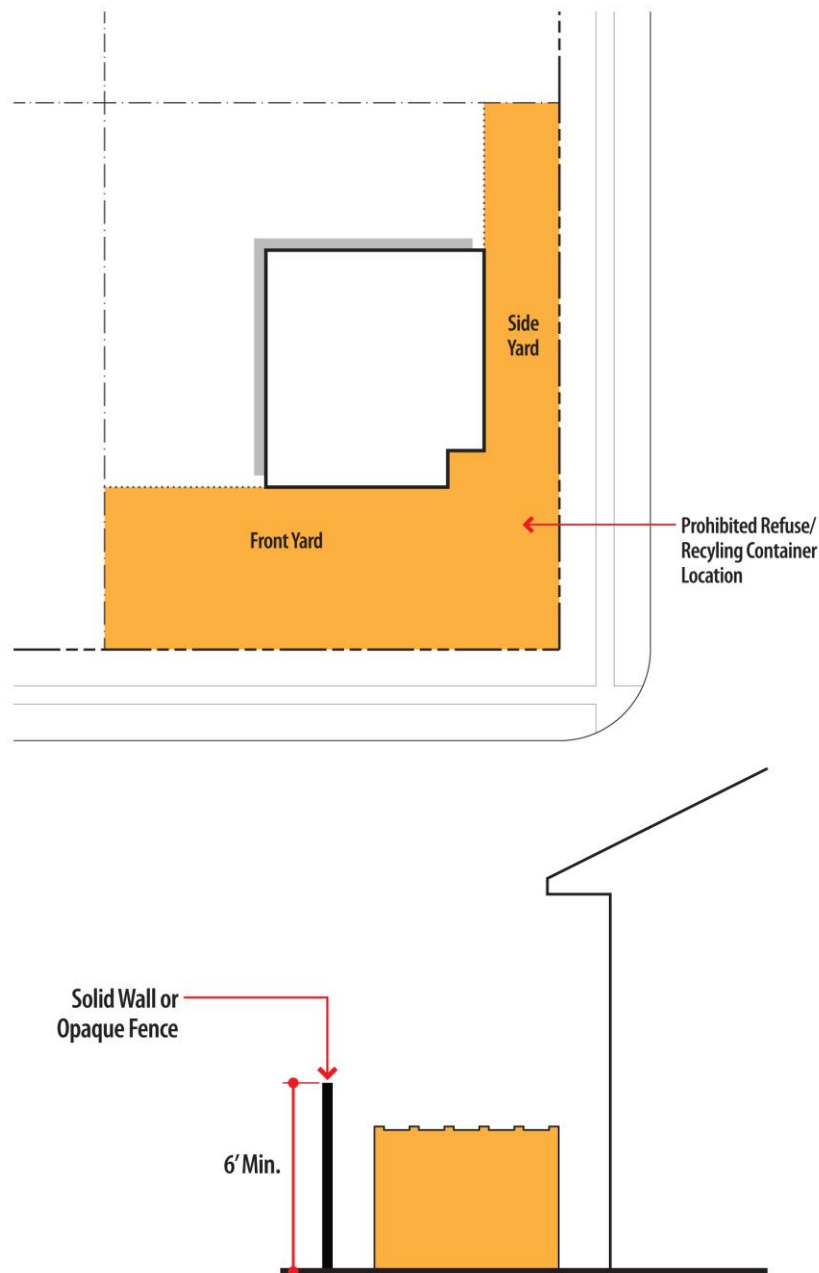 Side
Yard
Front Yard
Prohibited Refuse/
Recyling Container
Location
Solid Wall or
Opaque Fence
6' Min.